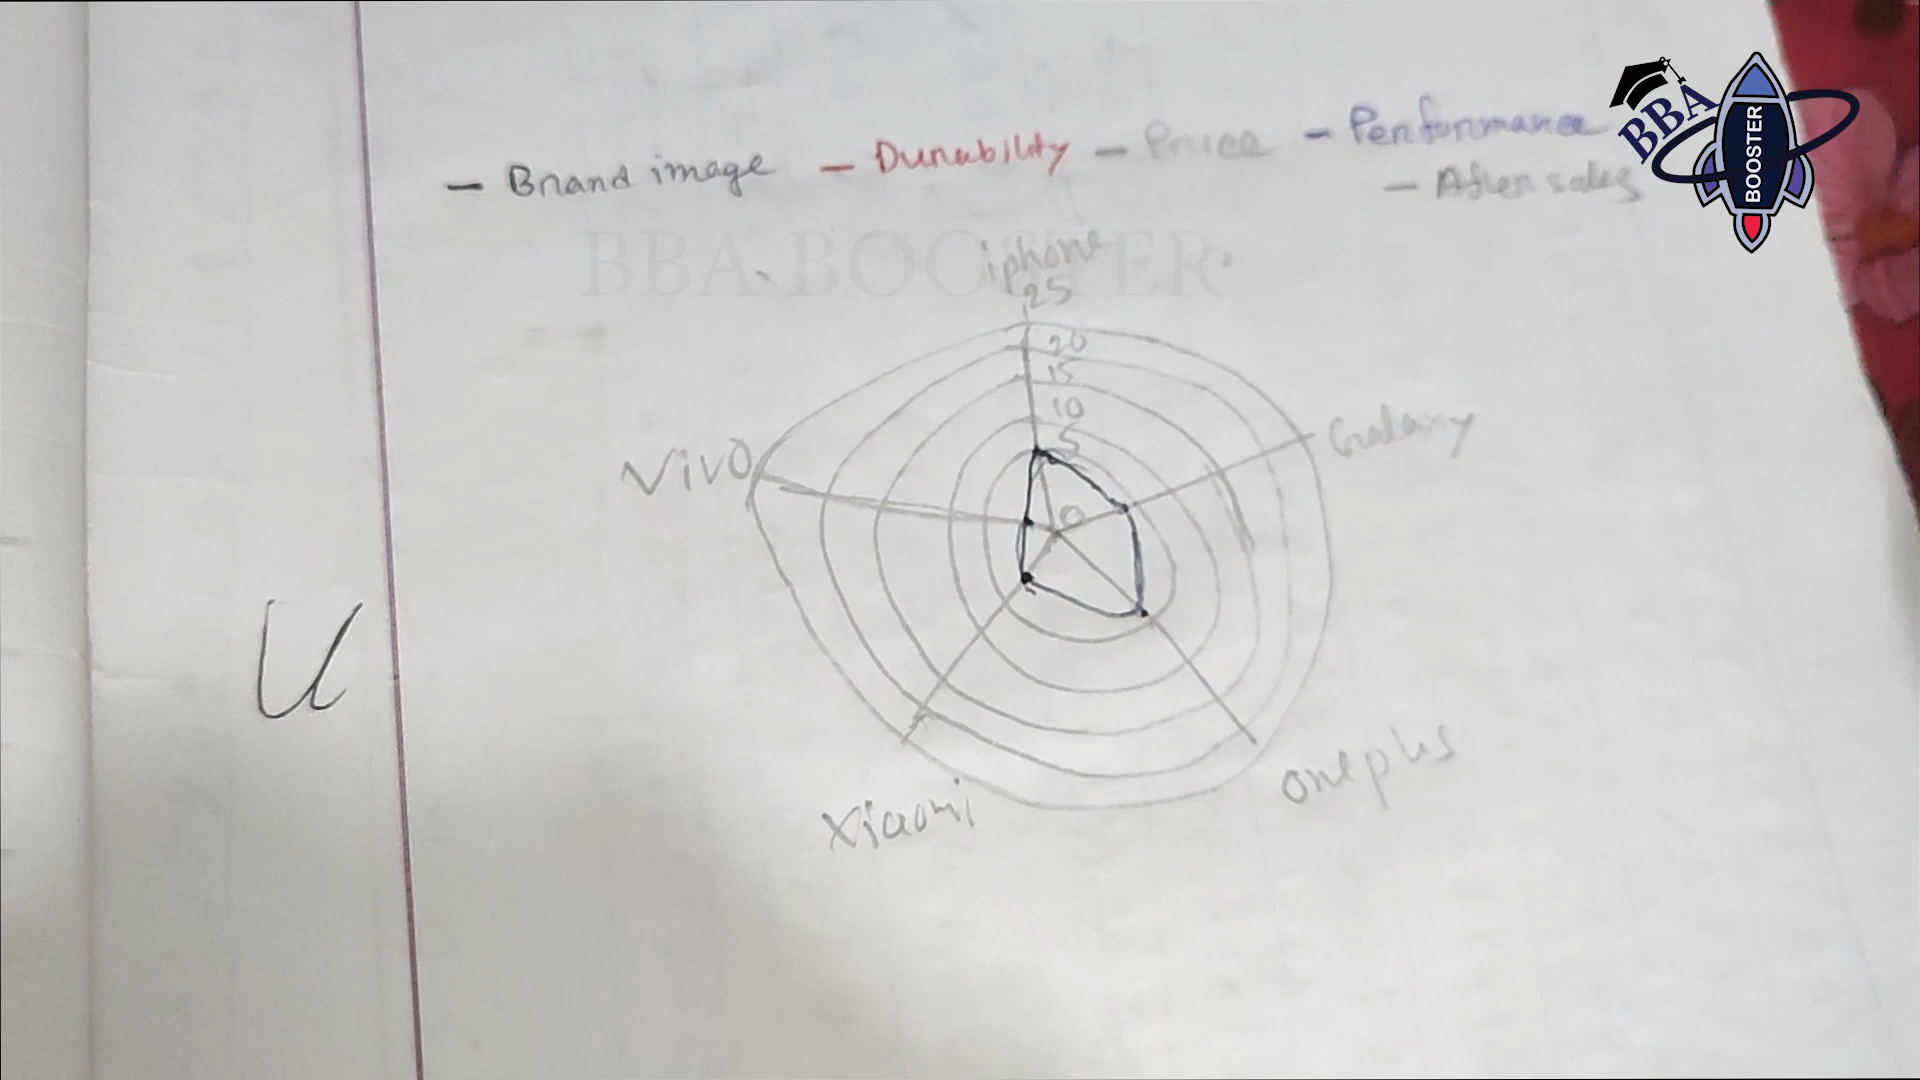 - Brand image - Durability - Price - Performance
- After sales
BBA BOOSTER
BBA BOOSTER
iphone
25
20
15
10
5
0
Galaxy
Vivo
oneplus
Xiaomi